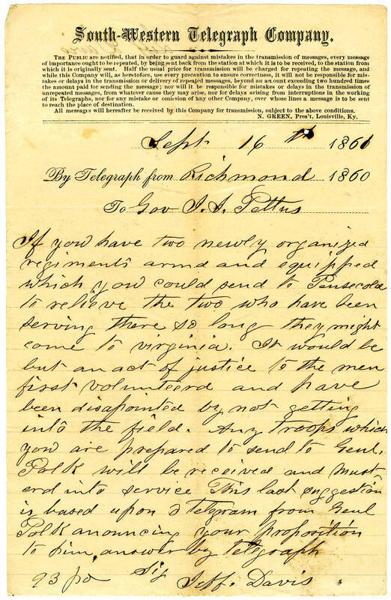 South-Western Telegraph Company.
THE PUBLIC are notified, that in order to guard against mistakes in the transmission of messages, every message
of importance ought to be repeated, by being sent back from the station at which it is to be received, to the station from
which it is originally sent. Half the usual price for transmission will be charged for repeating the message, and
while this Company will, as heretofore, use every precaution to ensure correctness, it will not be responsible for mis-
takes or delays in the transmission or delivery of repeated messages, beyond an amount exceeding two hundred times
the amount paid for sending the message; nor will it be responsible for mistakes or delays in the transmission of
unrepeated messages, from whatever cause they may arise, nor for delays arising from interruptions in the working
of its Telegraphs, nor for any mistake or omission of any other Company, over whose lines a message is to be sent
to reach the place of destination.
All messages will hereafter be received by this Company for transmission, subject to the above conditions.
N. GREEN, Pres't, Louisville, Ky.
Sept 16th 1861
By Telegraph from Richmond 1860
To Gov J. J. Pettus
If you have two newly organized
regiments armd and equipped
which you could send to Pensecola
to relieve the two who have been
serving there so long they might
come to virginia. It would be
but an act of justice to the men
first volunteerd and have
been disapointed by not getting
into the field. Any troops which
you are prepared to send to Genl.
Polk will be received and must
erd into service This last suggestion
is based upon a telegram from Genl
Polk anouncing your proposition
to him, answer by telegraph
93 pd Sig Jeff. Davis